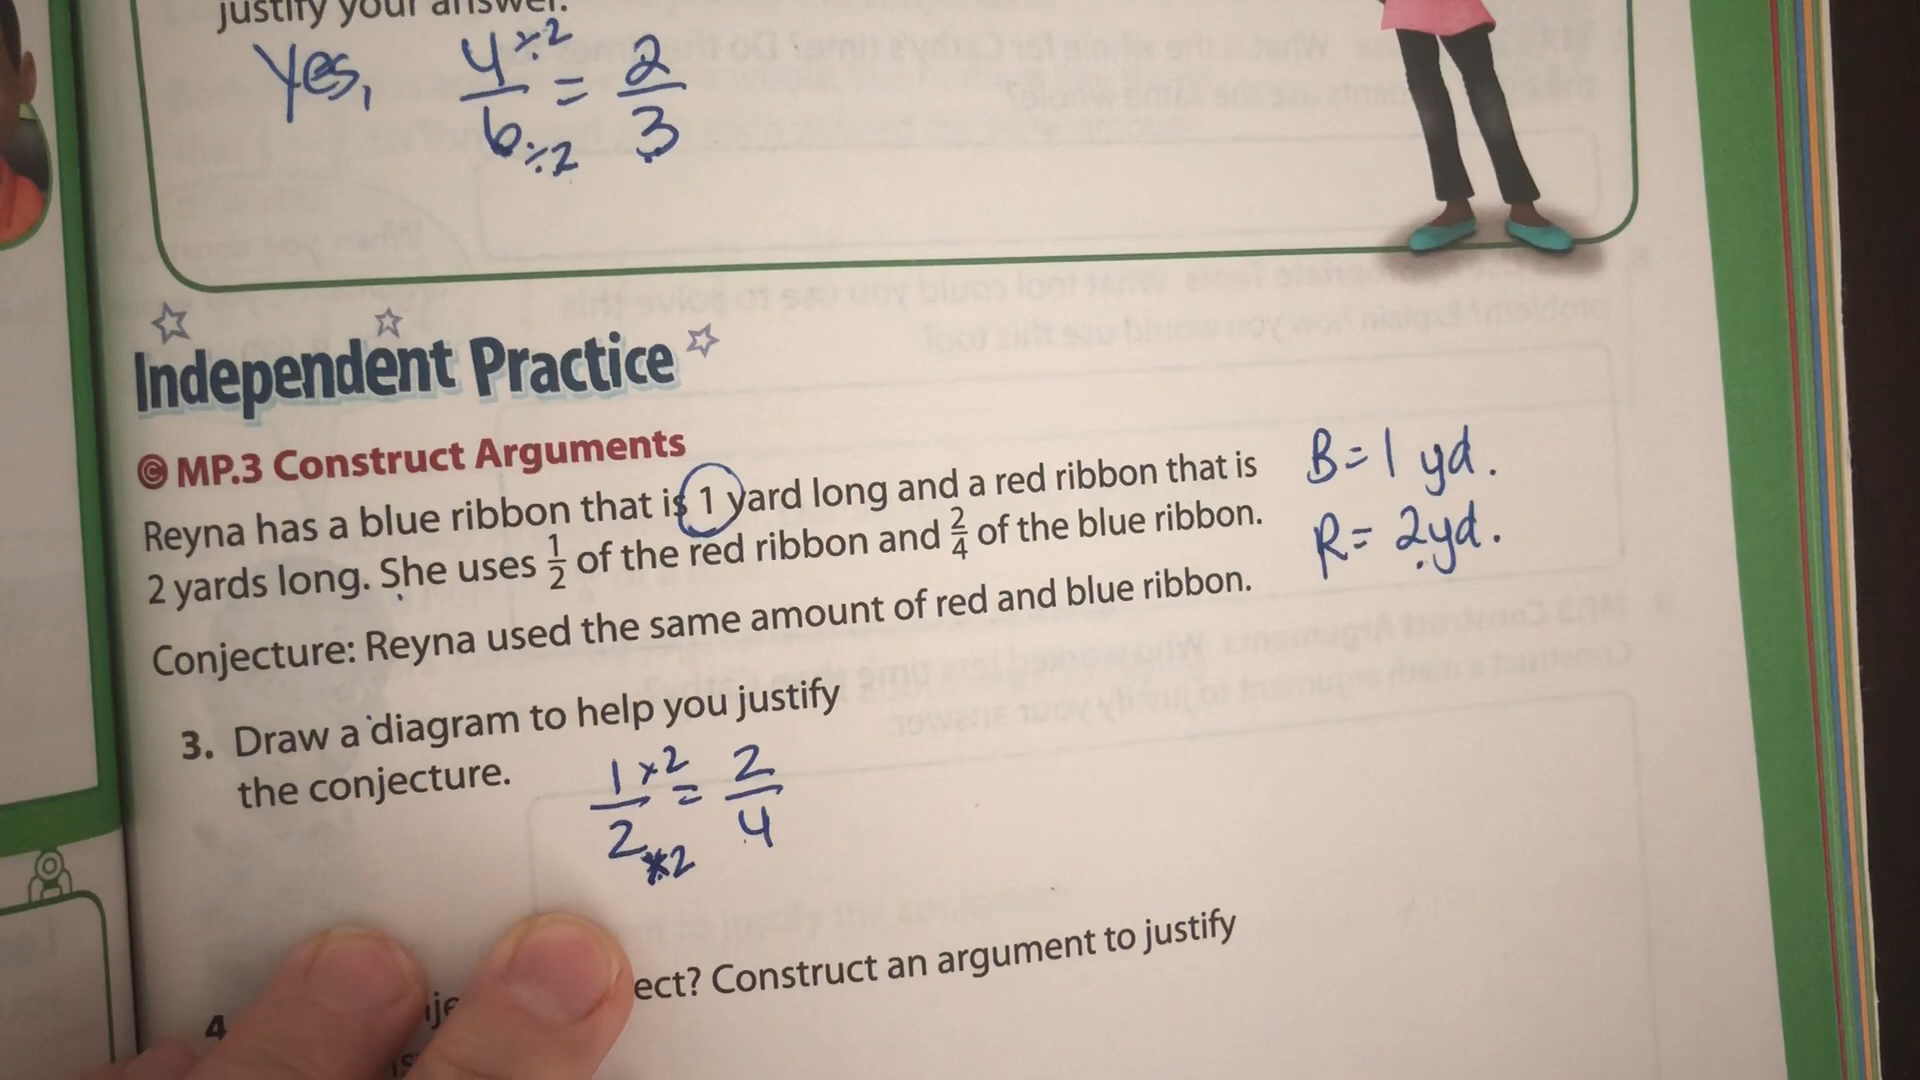 justify your answer.
Yes, 4÷2/6÷2 = 2/3
Independent Practice
© MP.3 Construct Arguments
Reyna has a blue ribbon that is 1 yard long and a red ribbon that is
2 yards long. She uses 1/2 of the red ribbon and 2/4 of the blue ribbon.
Conjecture: Reyna used the same amount of red and blue ribbon.
B=1 yd.
R= 2yd.
3. Draw a diagram to help you justify
the conjecture.
1×2/2×2 = 2/4
4
ect? Construct an argument to justify